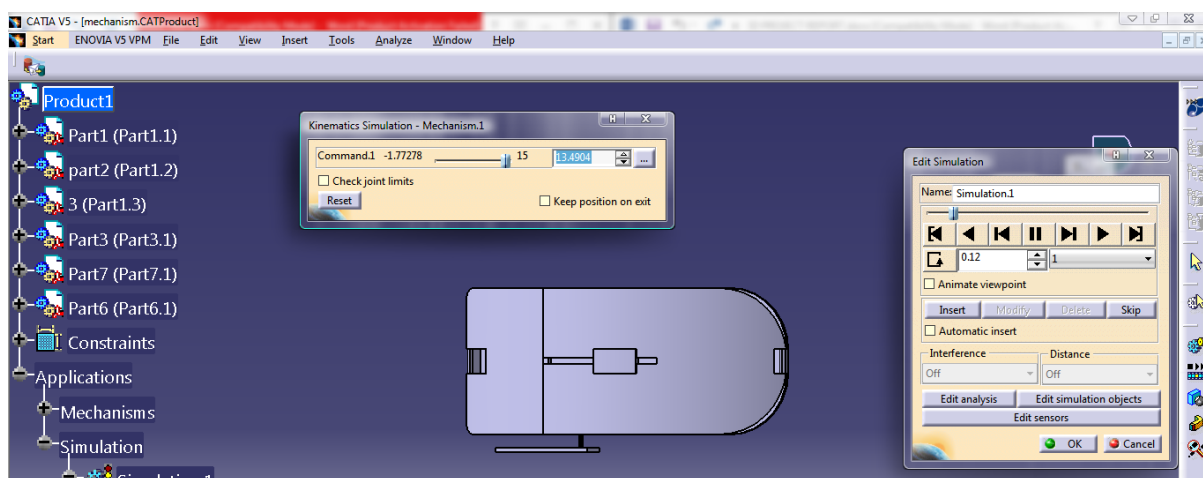 CATIA V5 - [mechanism.CATProduct]
Start ENOVIA V5 VPM File Edit View Insert Tools Analyze Window Help
Product1
Part1 (Part1.1)
part2 (Part1.2)
3 (Part1.3)
Part3 (Part3.1)
Part7 (Part7.1)
Part6 (Part6.1)
Constraints
Applications
Mechanisms
Simulation
Kinematics Simulation - Mechanism.1
Command.1 -1.77278 15 13.4904 ...
Check joint limits
Reset Keep position on exit
Edit Simulation
Name: Simulation.1
0.12 1
Animate viewpoint
Insert Modify Delete Skip
Automatic insert
Interference Distance
Off Off
Edit analysis Edit simulation objects
Edit sensors
OK Cancel